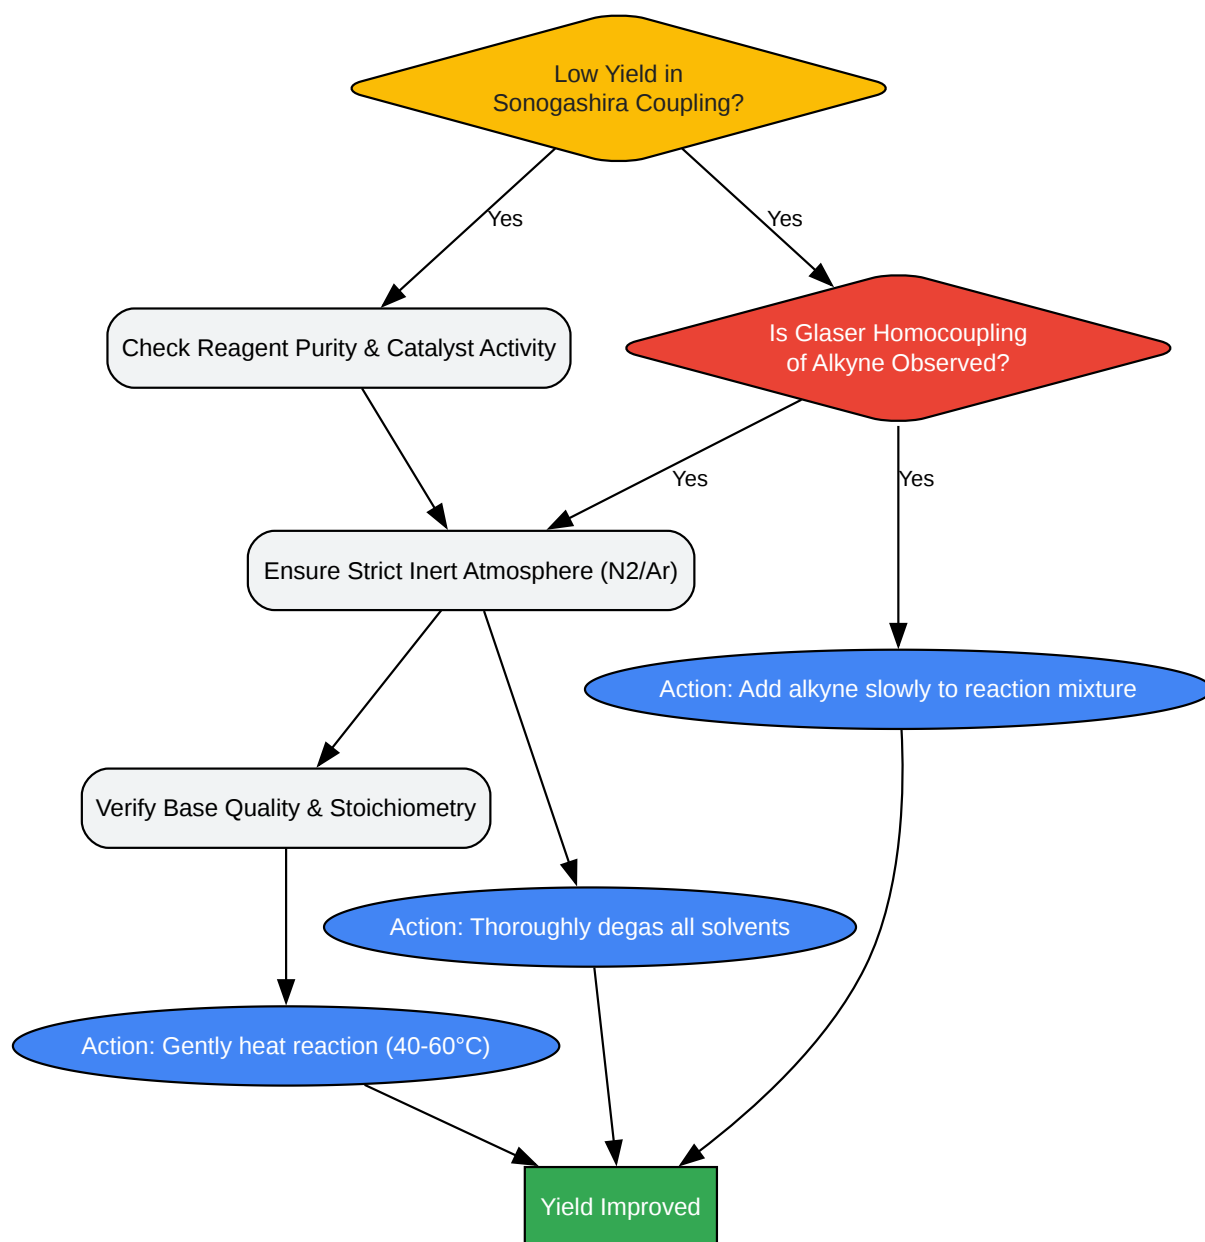 Low Yield in
Sonogashira Coupling?
Yes
Yes
Check Reagent Purity & Catalyst Activity
Is Glaser Homocoupling
of Alkyne Observed?
Yes
Yes
Ensure Strict Inert Atmosphere (N2/Ar)
Action: Add alkyne slowly to reaction mixture
Verify Base Quality & Stoichiometry
Action: Thoroughly degas all solvents
Action: Gently heat reaction (40-60°C)
Yield Improved